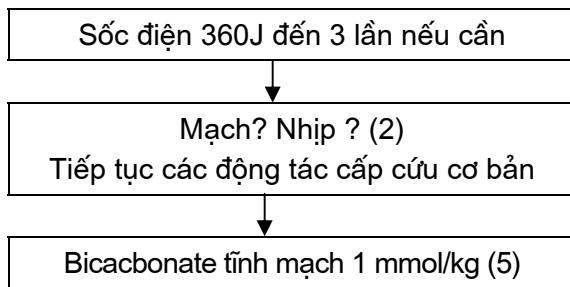 Sốc điện 360J đến 3 lần nếu cần
Mạch? Nhịp ? (2)
Tiếp tục các động tác cấp cứu cơ bản
Bicacbonate tĩnh mạch 1 mmol/kg (5)